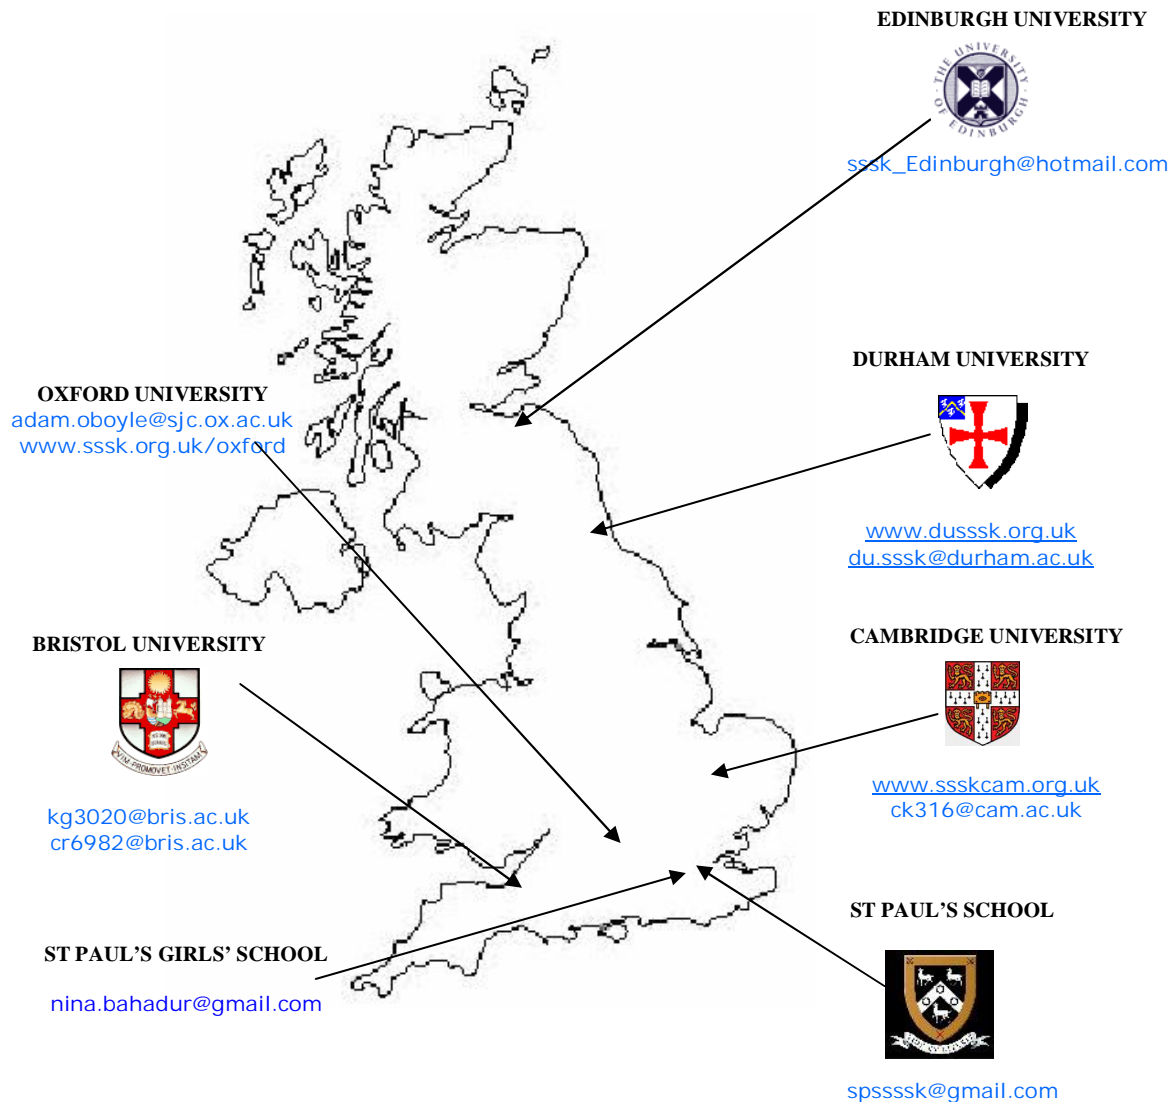 EDINBURGH UNIVERSITY
THE UNIVERSITY OF EDINBURGH
sssk_Edinburgh@hotmail.com
DURHAM UNIVERSITY
www.dusssk.org.uk
du.sssk@durham.ac.uk
OXFORD UNIVERSITY
adam.oboyle@sjc.ox.ac.uk
www.sssk.org.uk/oxford
BRISTOL UNIVERSITY
VIM PROMOVET INSITAM
kg3020@bris.ac.uk
cr6982@bris.ac.uk
CAMBRIDGE UNIVERSITY
www.ssskcam.org.uk
ck316@cam.ac.uk
ST PAUL'S GIRLS' SCHOOL
nina.bahadur@gmail.com
ST PAUL'S SCHOOL
spssssk@gmail.com